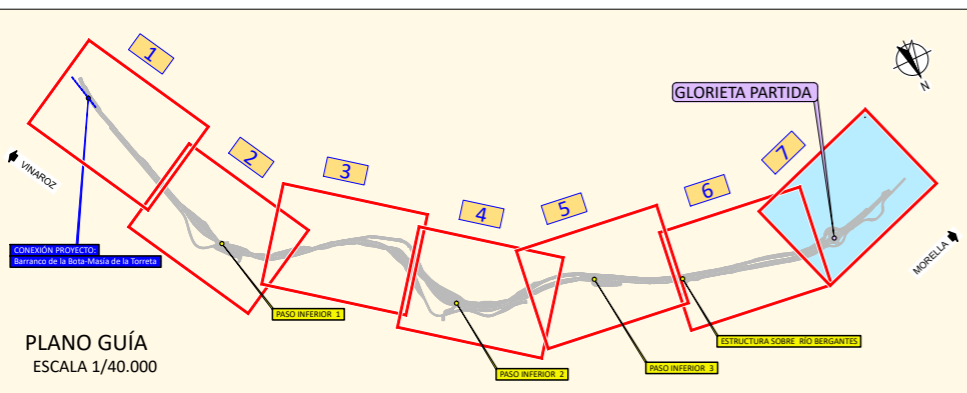 1
2
3
4
5
6
7
GLORIETA PARTIDA
N
VINAROZ
MORELLA
CONEXIÓN PROYECTO:
Barranco de la Bota-Masía de la Torreta
PASO INFERIOR 1
PASO INFERIOR 2
PASO INFERIOR 3
ESTRUCTURA SOBRE RÍO BERGANTES
PLANO GUÍA
ESCALA 1/40.000